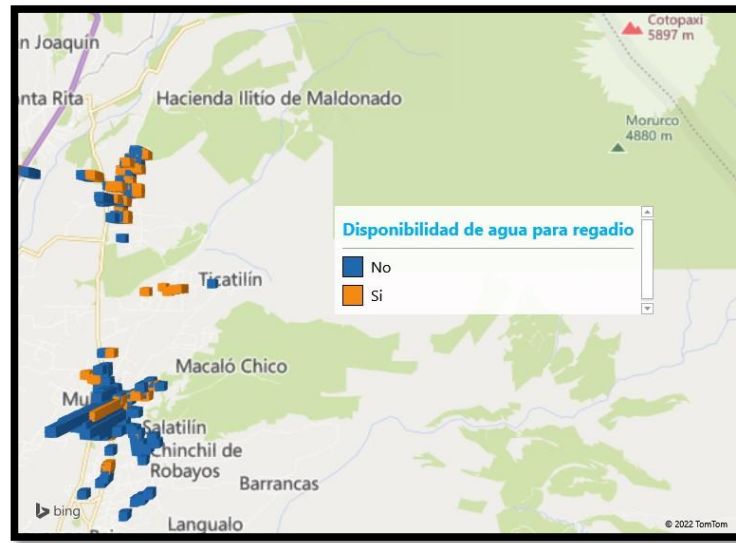 Cotopaxi
5897 m
n Joaquín
nta Rita
Hacienda Ilitío de Maldonado
Morurco
4880 m
Disponibilidad de agua para regadio
No
Si
Ticatilín
Macaló Chico
Mu
Salatilín
Chinchil de
Robayos
Barrancas
Langualo
bing
© 2022 TomTom